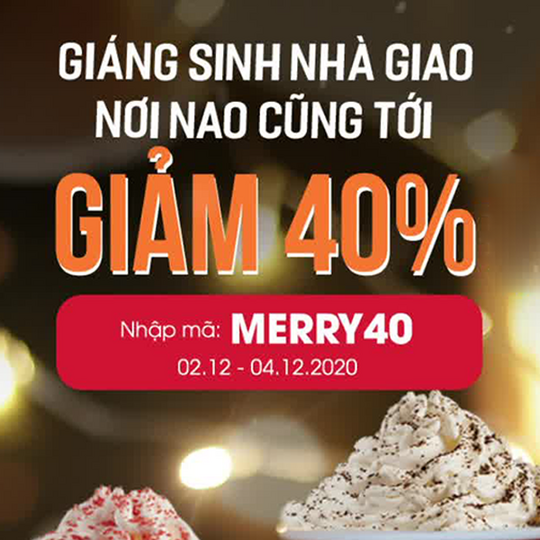 GIÁNG SINH NHÀ GIAO
NƠI NAO CŨNG TỚI
GIẢM 40%
Nhập mã: MERRY40
02.12 - 04.12.2020